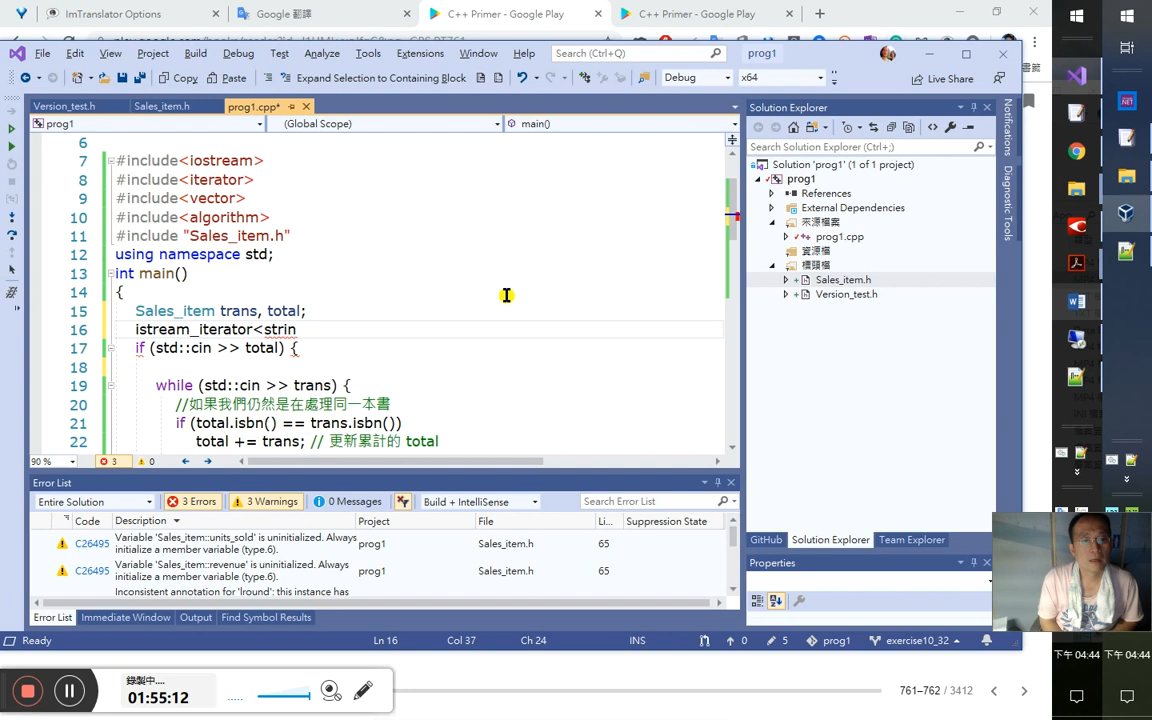 ImTranslator Options
Google 翻譯
C++ Primer - Google Play
C++ Primer - Google Play
File Edit View Project Build Debug Test Analyze Tools Extensions Window Help
Search (Ctrl+Q)
prog1
Copy Paste Expand Selection to Containing Block Debug x64 Live Share
Version_test.h Sales_item.h prog1.cpp*
prog1 (Global Scope) main()
6
7 #include<iostream>
8 #include<iterator>
9 #include<vector>
10 #include<algorithm>
11 #include "Sales_item.h"
12 using namespace std;
13 int main()
14 {
15 Sales_item trans, total;
16 istream_iterator<strin
17 if (std::cin >> total) {
18
19 while (std::cin >> trans) {
20 //如果我們仍然是在處理同一本書
21 if (total.isbn() == trans.isbn())
22 total += trans; // 更新累計的 total
90 % 3 0
Solution Explorer
Search Solution Explorer (Ctrl+;)
Solution 'prog1' (1 of 1 project)
prog1
References
External Dependencies
來源檔案
prog1.cpp
資源檔
標頭檔
Sales_item.h
Version_test.h
Notifications
Diagnostic Tools
GitHub Solution Explorer Team Explorer
Properties
Error List
Entire Solution 3 Errors 3 Warnings 0 Messages Build + IntelliSense Search Error List
Code Description Project File Li... Suppression State
C26495 Variable 'Sales_item::units_sold' is uninitialized. Always initialize a member variable (type.6). prog1 Sales_item.h 65
C26495 Variable 'Sales_item::revenue' is uninitialized. Always initialize a member variable (type.6). prog1 Sales_item.h 65
Inconsistent annotation for 'lround': this instance has
Error List Immediate Window Output Find Symbol Results
Ready Ln 16 Col 37 Ch 24 INS 0 5 prog1 exercise10_32
錄製中....
01:55:12
761–762 / 3412
下午 04:44
下午 04:44